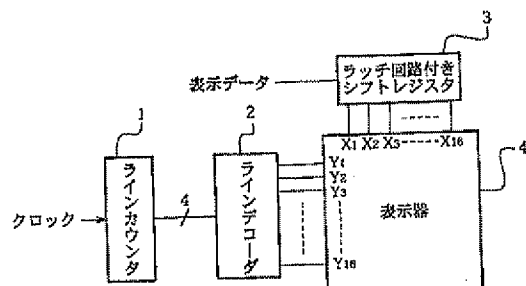 3
ラッチ回路付き
シフトレジスタ
表示データ
1
2
X1 X2 X3 X16
4
Y1
Y2
Y3
Y16
ラインカウンタ
ラインデコーダ
表示器
クロック
4